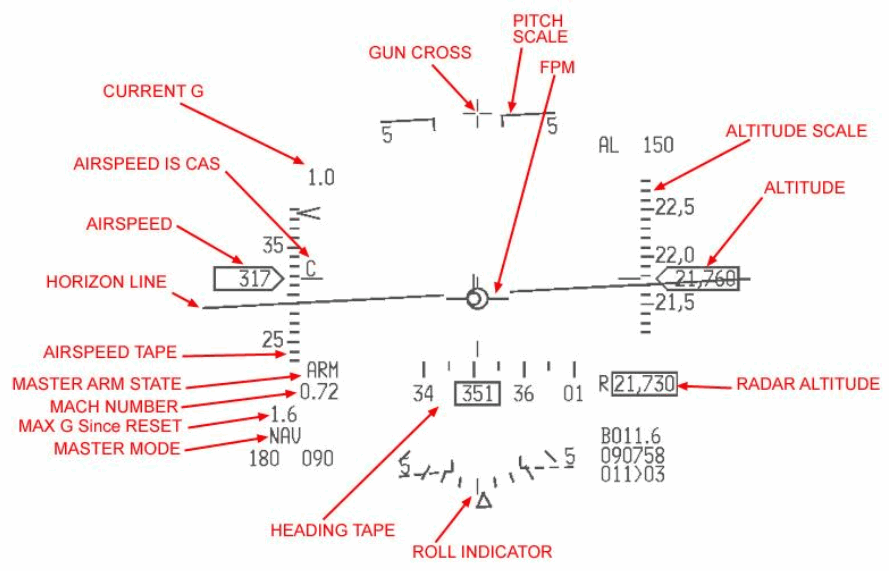 PITCH
SCALE
GUN CROSS
FPM
CURRENT G
5
5
ALTITUDE SCALE
AL 150
AIRSPEED IS CAS
1.0
ALTITUDE
22,5
AIRSPEED
35
C
22,0
317
21,760
HORIZON LINE
21,5
25
AIRSPEED TAPE
ARM
MASTER ARM STATE
0.72
34 351 36 01
R 21,730
RADAR ALTITUDE
MACH NUMBER
1.6
MAX G Since RESET
NAV
MASTER MODE
B011.6
180 090
090758
5
5
011>03
HEADING TAPE
ROLL INDICATOR